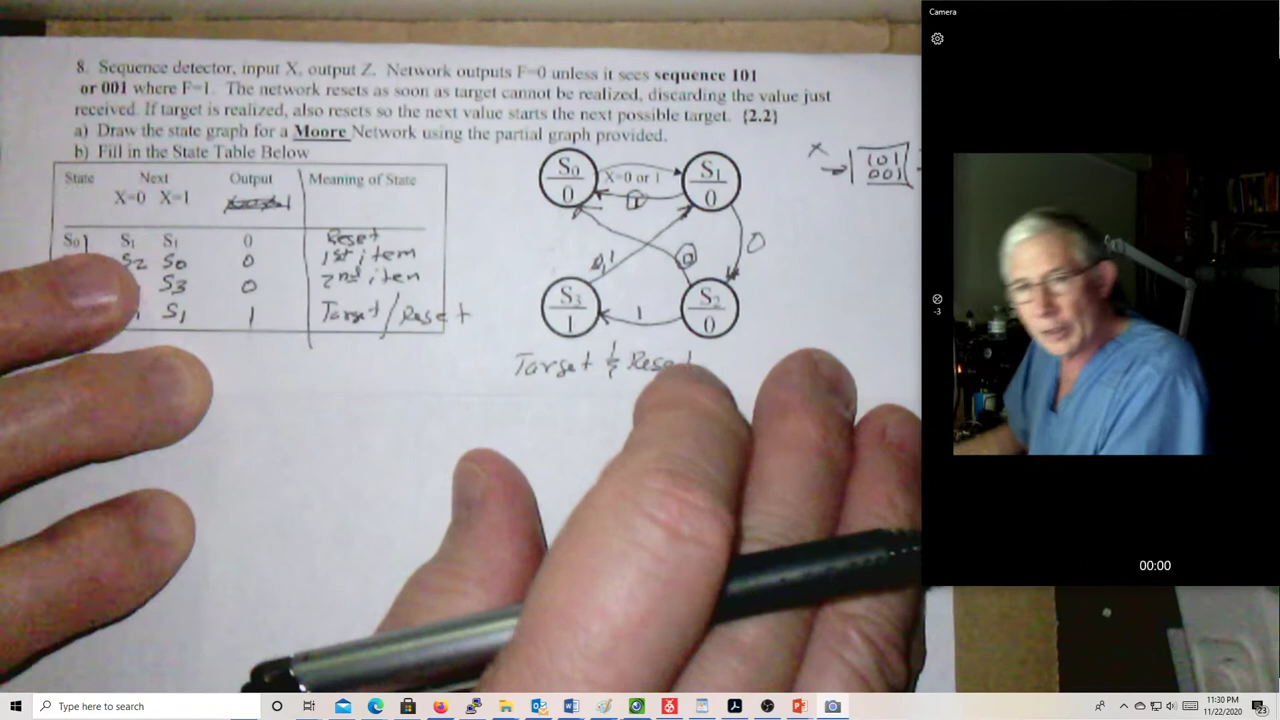 Camera
8. Sequence detector, input X, output Z. Network outputs F=0 unless it sees sequence 101
or 001 where F=1. The network resets as soon as target cannot be realized, discarding the value just
received. If target is realized, also resets so the next value starts the next possible target. {2.2}
a) Draw the state graph for a Moore Network using the partial graph provided.
b) Fill in the State Table Below
State Next Output Meaning of State
X=0 X=1
S0 S1 S1 0 Reset
S2 S0 0 1st item
S3 0 2nd item
S1 1 Target/Reset
S0
0
X=0 or 1
S1
0
1
0
0,1
0
S3
1
1
S2
0
Target & Reset
X
101
001
-3
00:00
Type here to search
11:30 PM
11/22/2020
23